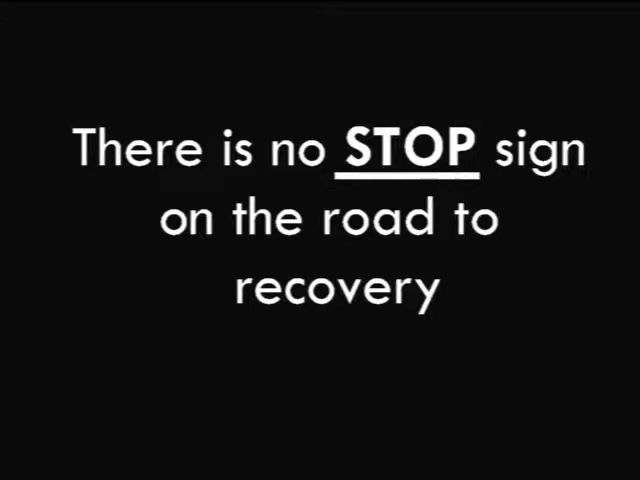 There is no STOP sign
on the road to
recovery